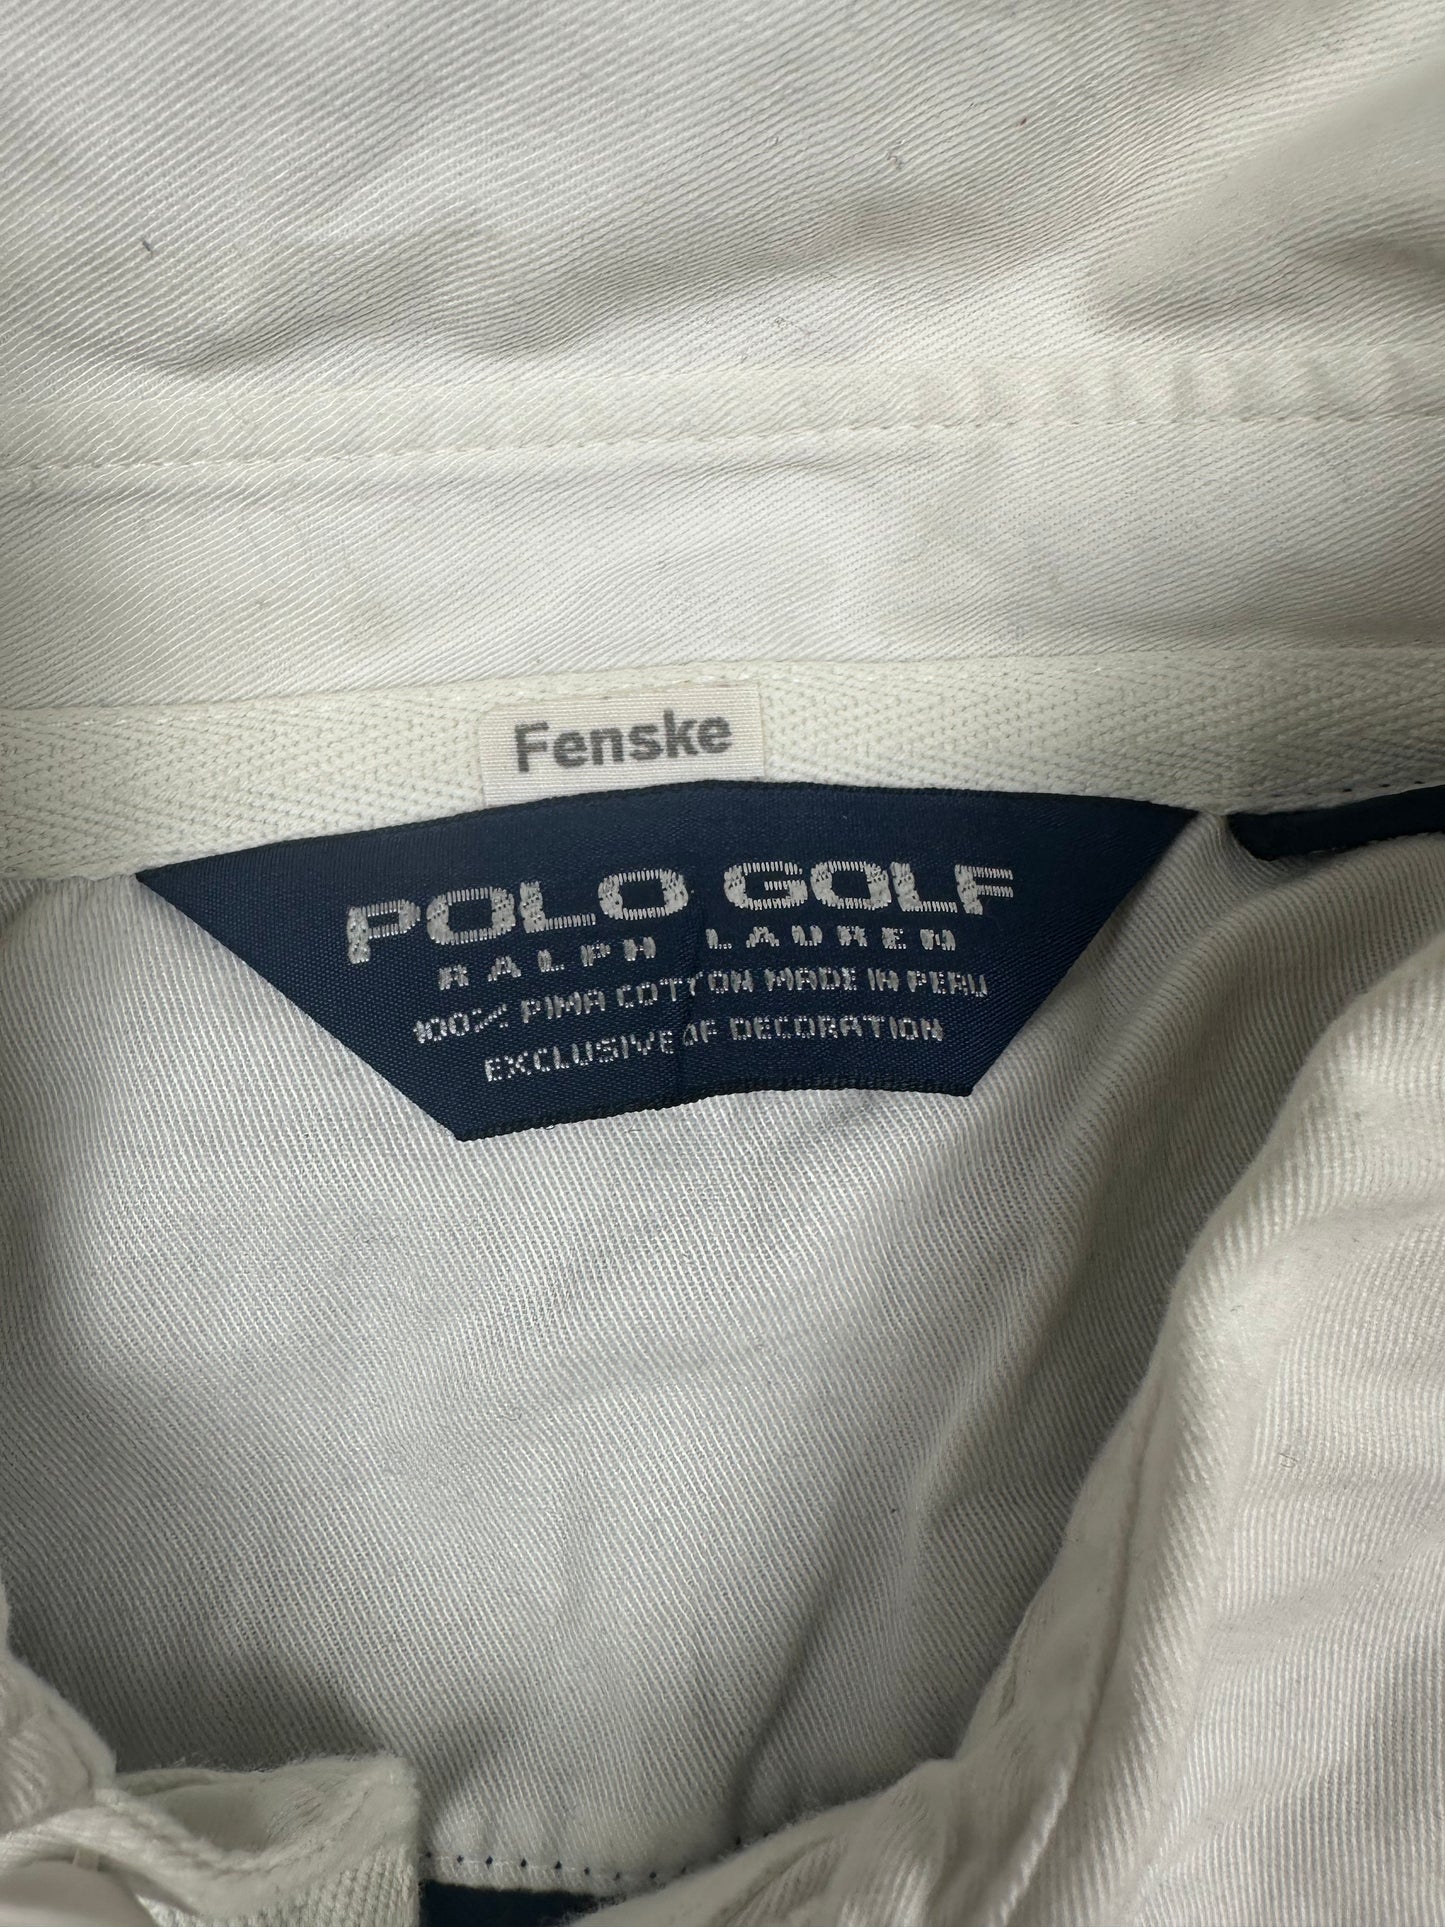 Fenske
POLO GOLF
RALPH LAUREN
100% PIMA COTTON MADE IN PERU
EXCLUSIVE OF DECORATION